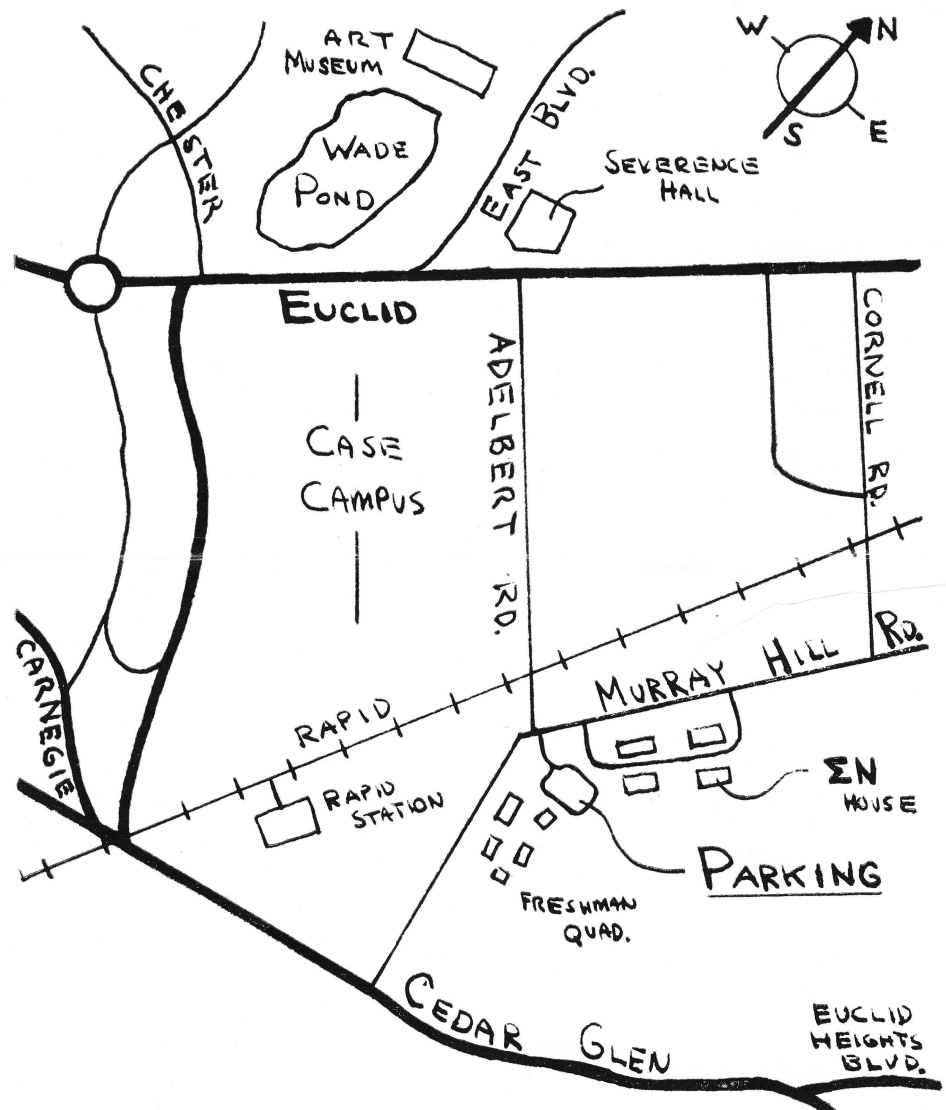 ART
MUSEUM
W
N
S
E
CHESTER
WADE
POND
EAST BLVD.
SEVERENCE
HALL
EUCLID
CASE
CAMPUS
ADELBERT RD.
CORNELL RD.
CARNEGIE
RAPID
RAPID
STATION
MURRAY HILL RD.
ΣN
HOUSE
PARKING
FRESHMAN
QUAD.
CEDAR GLEN
EUCLID
HEIGHTS
BLVD.